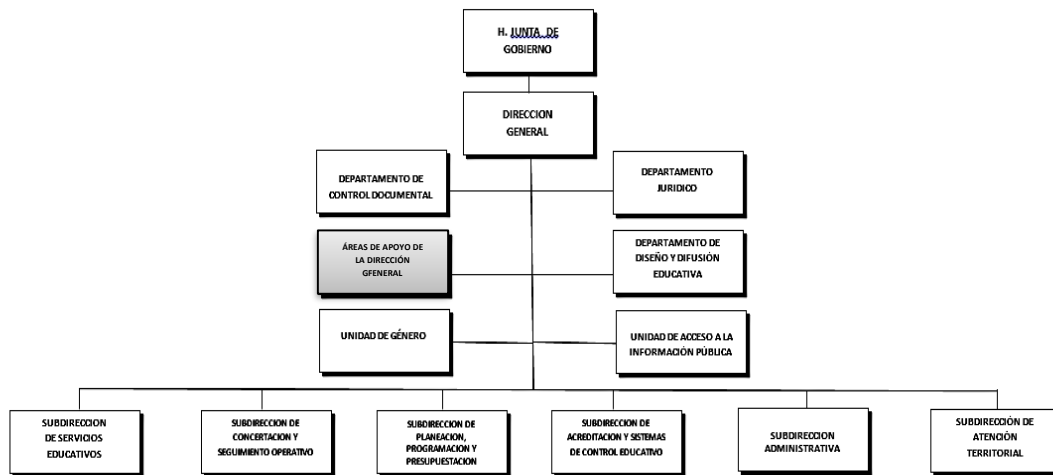 H. JUNTA DE
GOBIERNO
DIRECCION
GENERAL
DEPARTAMENTO DE
CONTROL DOCUMENTAL
DEPARTAMENTO
JURIDICO
ÁREAS DE APOYO DE
LA DIRECCIÓN
GFENERAL
DEPARTAMENTO DE
DISEÑO Y DIFUSIÓN
EDUCATIVA
UNIDAD DE GÉNERO
UNIDAD DE ACCESO A LA
INFORMACIÓN PÚBLICA
SUBDIRECCION
DE SERVICIOS
EDUCATIVOS
SUBDIRECCION DE
CONCERTACION Y
SEGUIMIENTO OPERATIVO
SUBDIRECCION DE
PLANEACION,
PROGRAMACION Y
PRESUPUESTACION
SUBDIRECCION DE
ACREDITACION Y SISTEMAS
DE CONTROL EDUCATIVO
SUBDIRECCION
ADMINISTRATIVA
SUBDIRECCIÓN DE
ATENCIÓN
TERRITORIAL